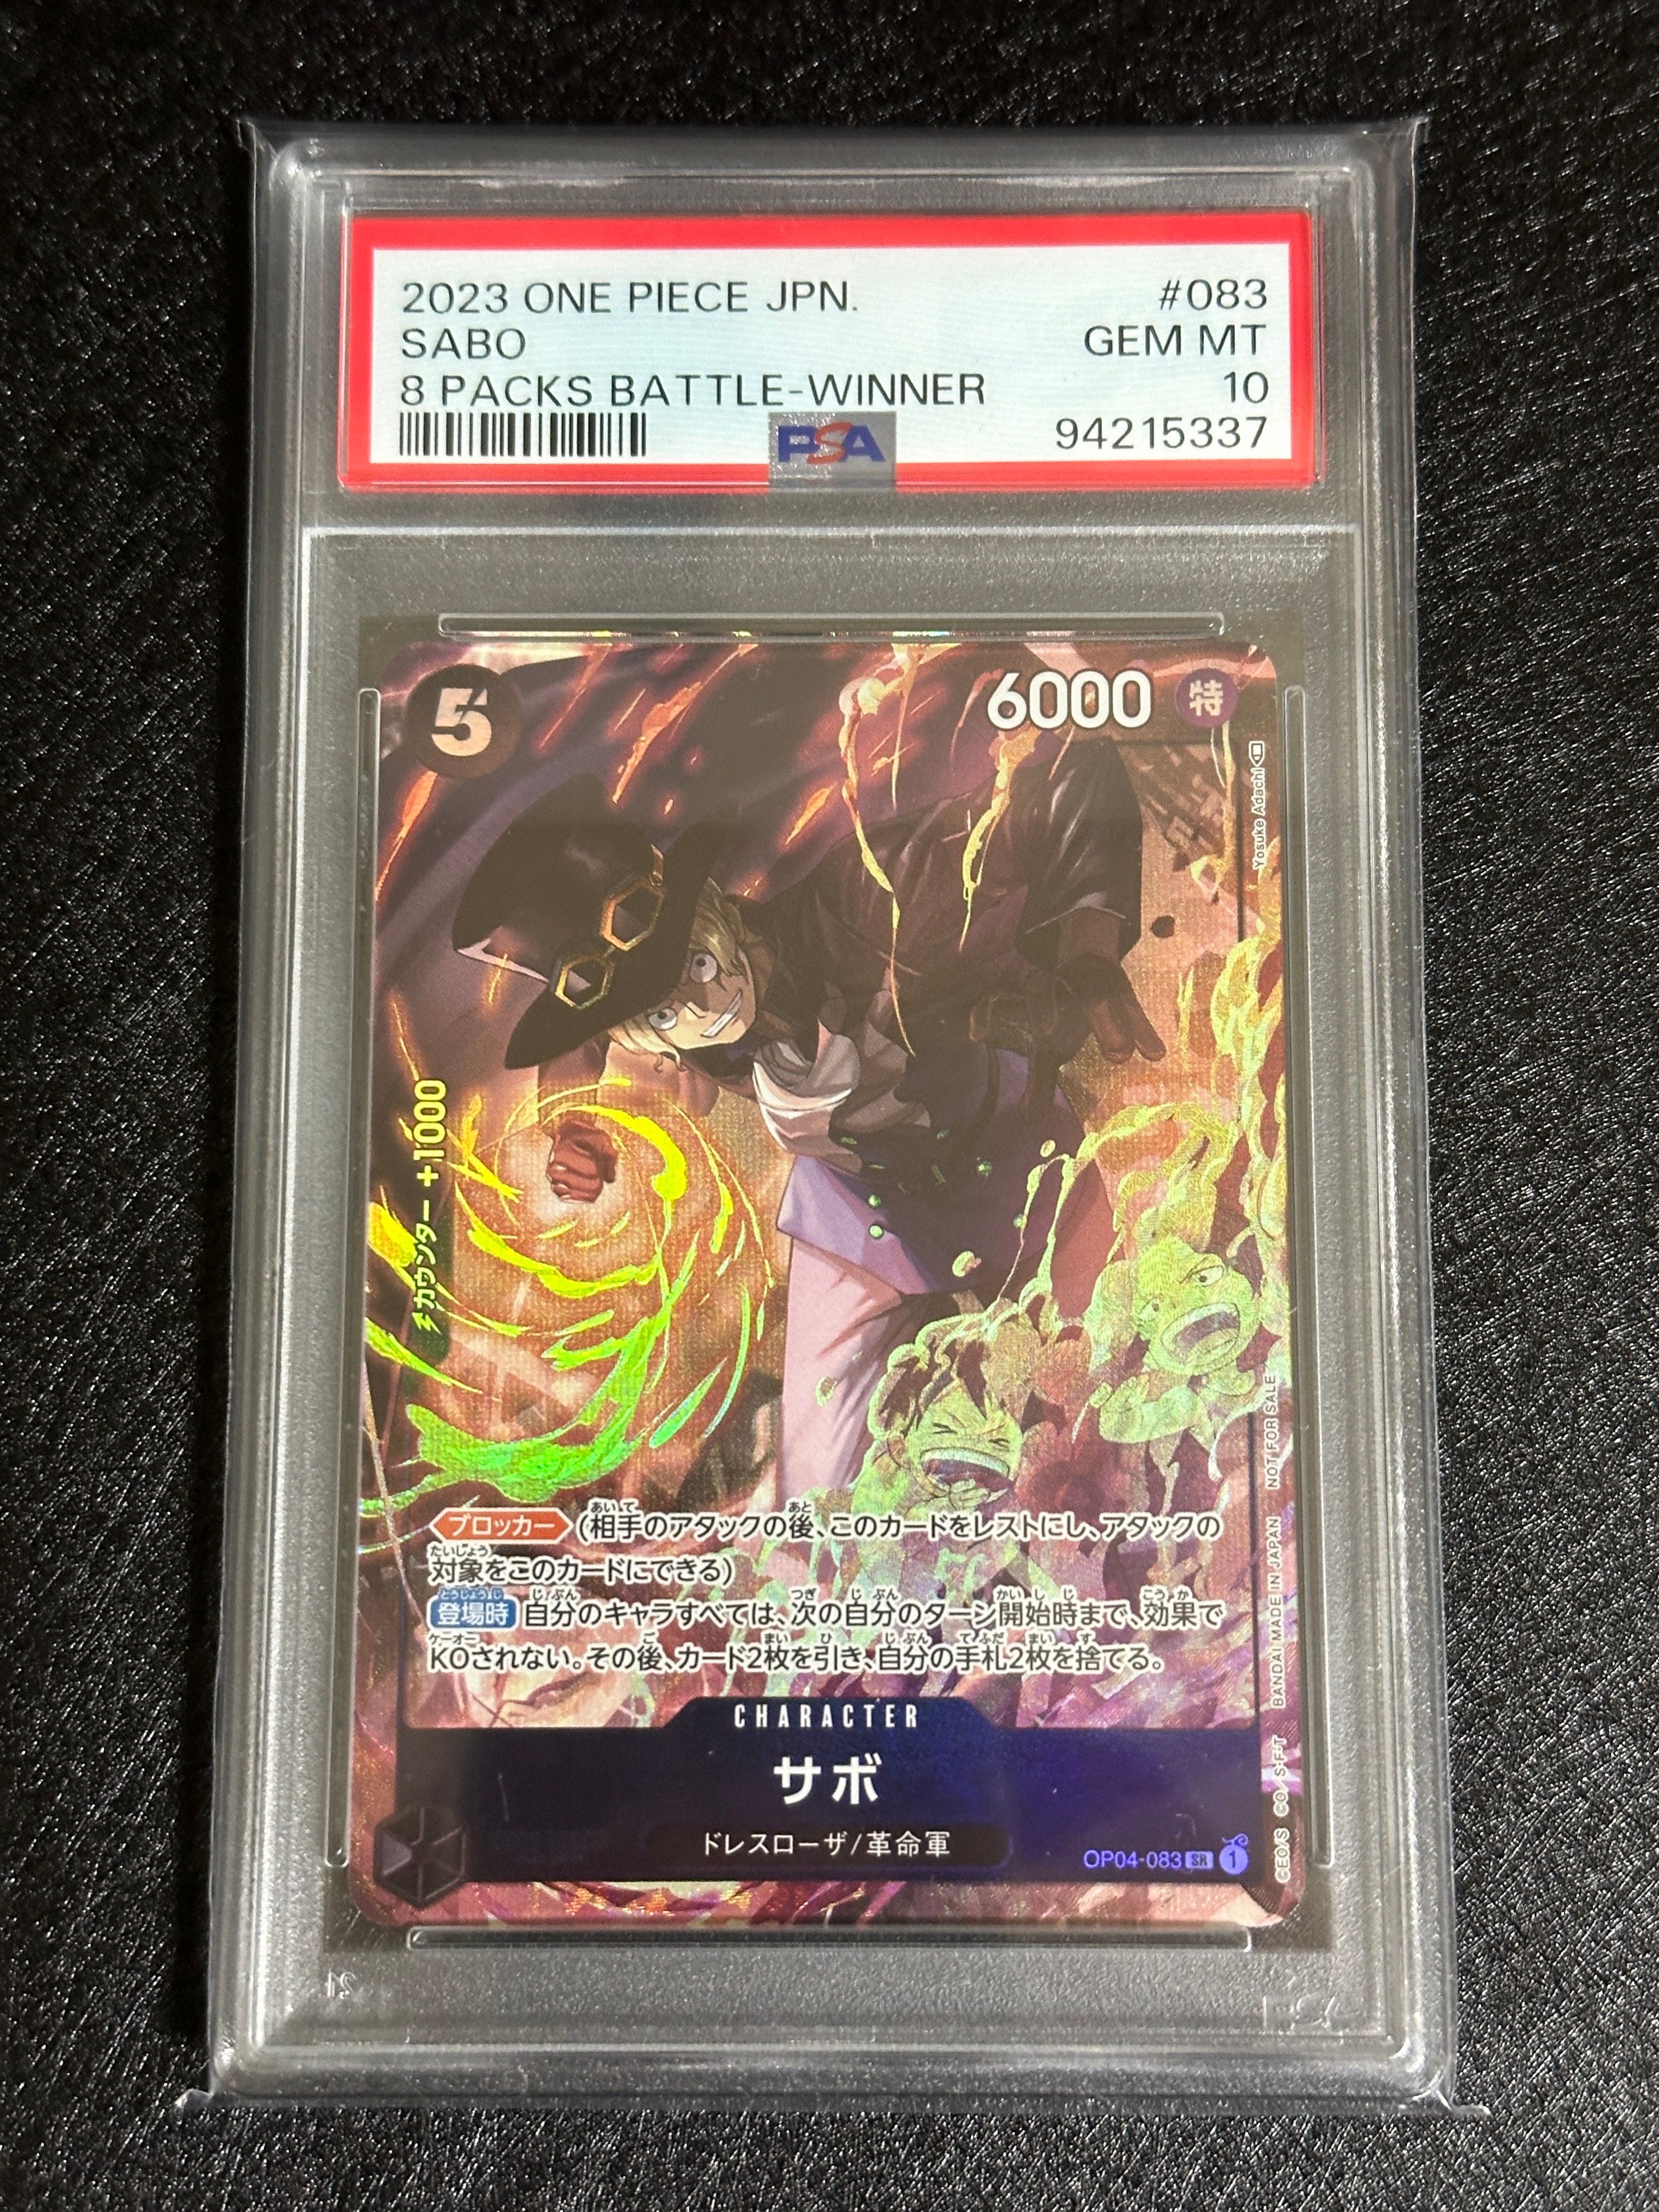 2023 ONE PIECE JPN. #083
SABO GEM MT
8 PACKS BATTLE-WINNER 10
PSA 94215337
5
6000 特
Yosuke Adachi
カウンター +1000
ブロッカー (相手のアタックの後、このカードをレストにし、アタックの
対象をこのカードにできる)
登場時 自分のキャラすべては、次の自分のターン開始時まで、効果で
KOされない。その後、カード2枚を引き、自分の手札2枚を捨てる。
CHARACTER
サボ
ドレスローザ/革命軍
OP04-083 SR 1
©EO/S CO/S・F・T BANDAI MADE IN JAPAN NOT FOR SALE
PSA